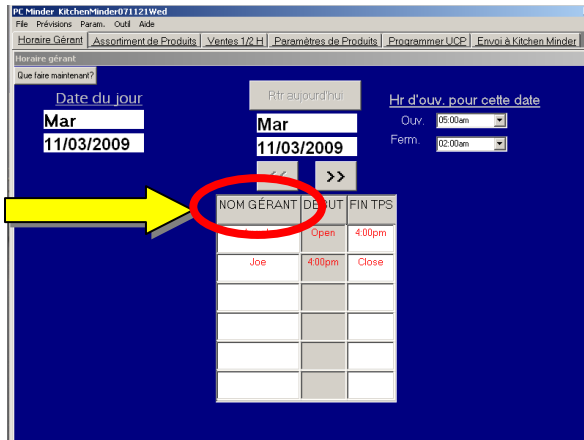 PC Minder KitchenMinder071121Wed
File Prévisions Param. Outil Aide
Horaire Gérant Assortiment de Produits Ventes 1/2 H Paramètres de Produits Programmer UCP Envoi à Kitchen Minder
Horaire gérant
Que faire maintenant?
Date du jour Rtr aujourd'hui Hr d'ouv. pour cette date
Mar Mar Ouv. 05:00am
11/03/2009 11/03/2009 Ferm. 02:00am
<< >>
NOM GÉRANT DÉBUT FIN TPS
Open 4:00pm
Joe 4:00pm Close